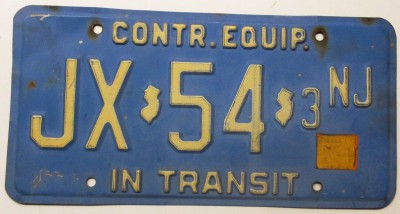 CONTR. EQUIP.
JX 54 3 NJ
IN TRANSIT